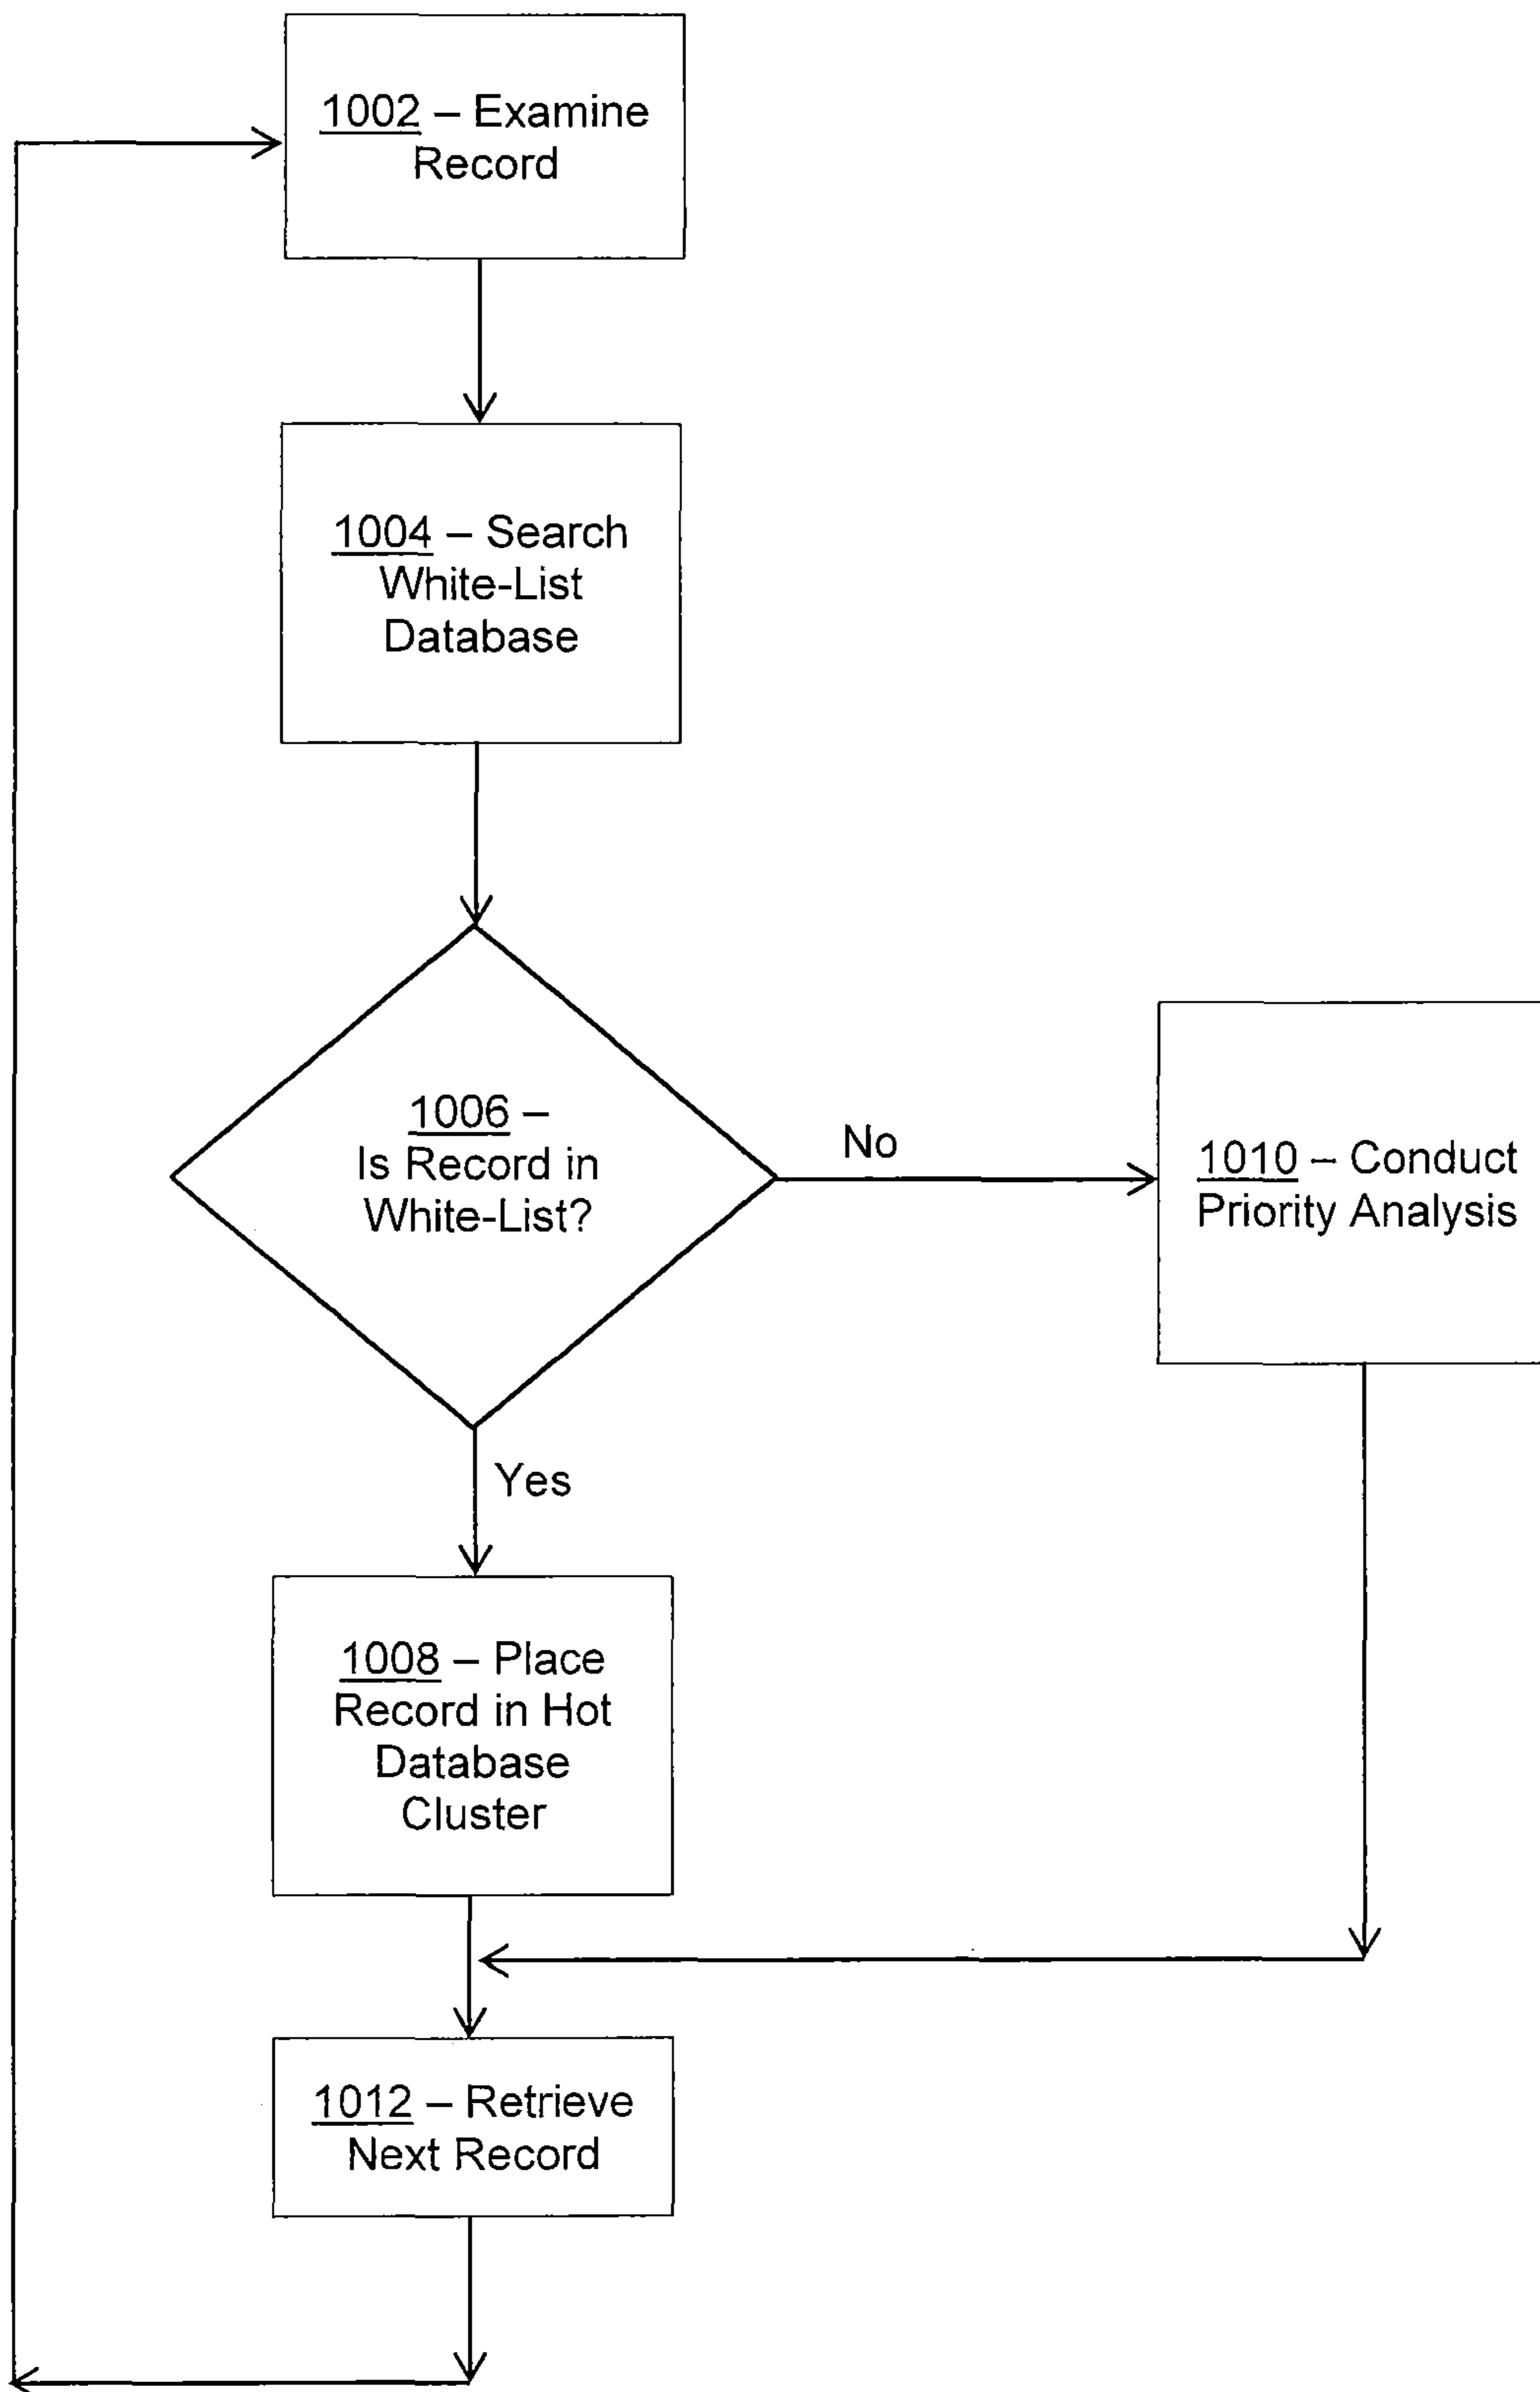 1002 – Examine
Record
1004 – Search
White-List
Database
1006 –
Is Record in
White-List?
No
1010 – Conduct
Priority Analysis
Yes
1008 – Place
Record in Hot
Database
Cluster
1012 – Retrieve
Next Record